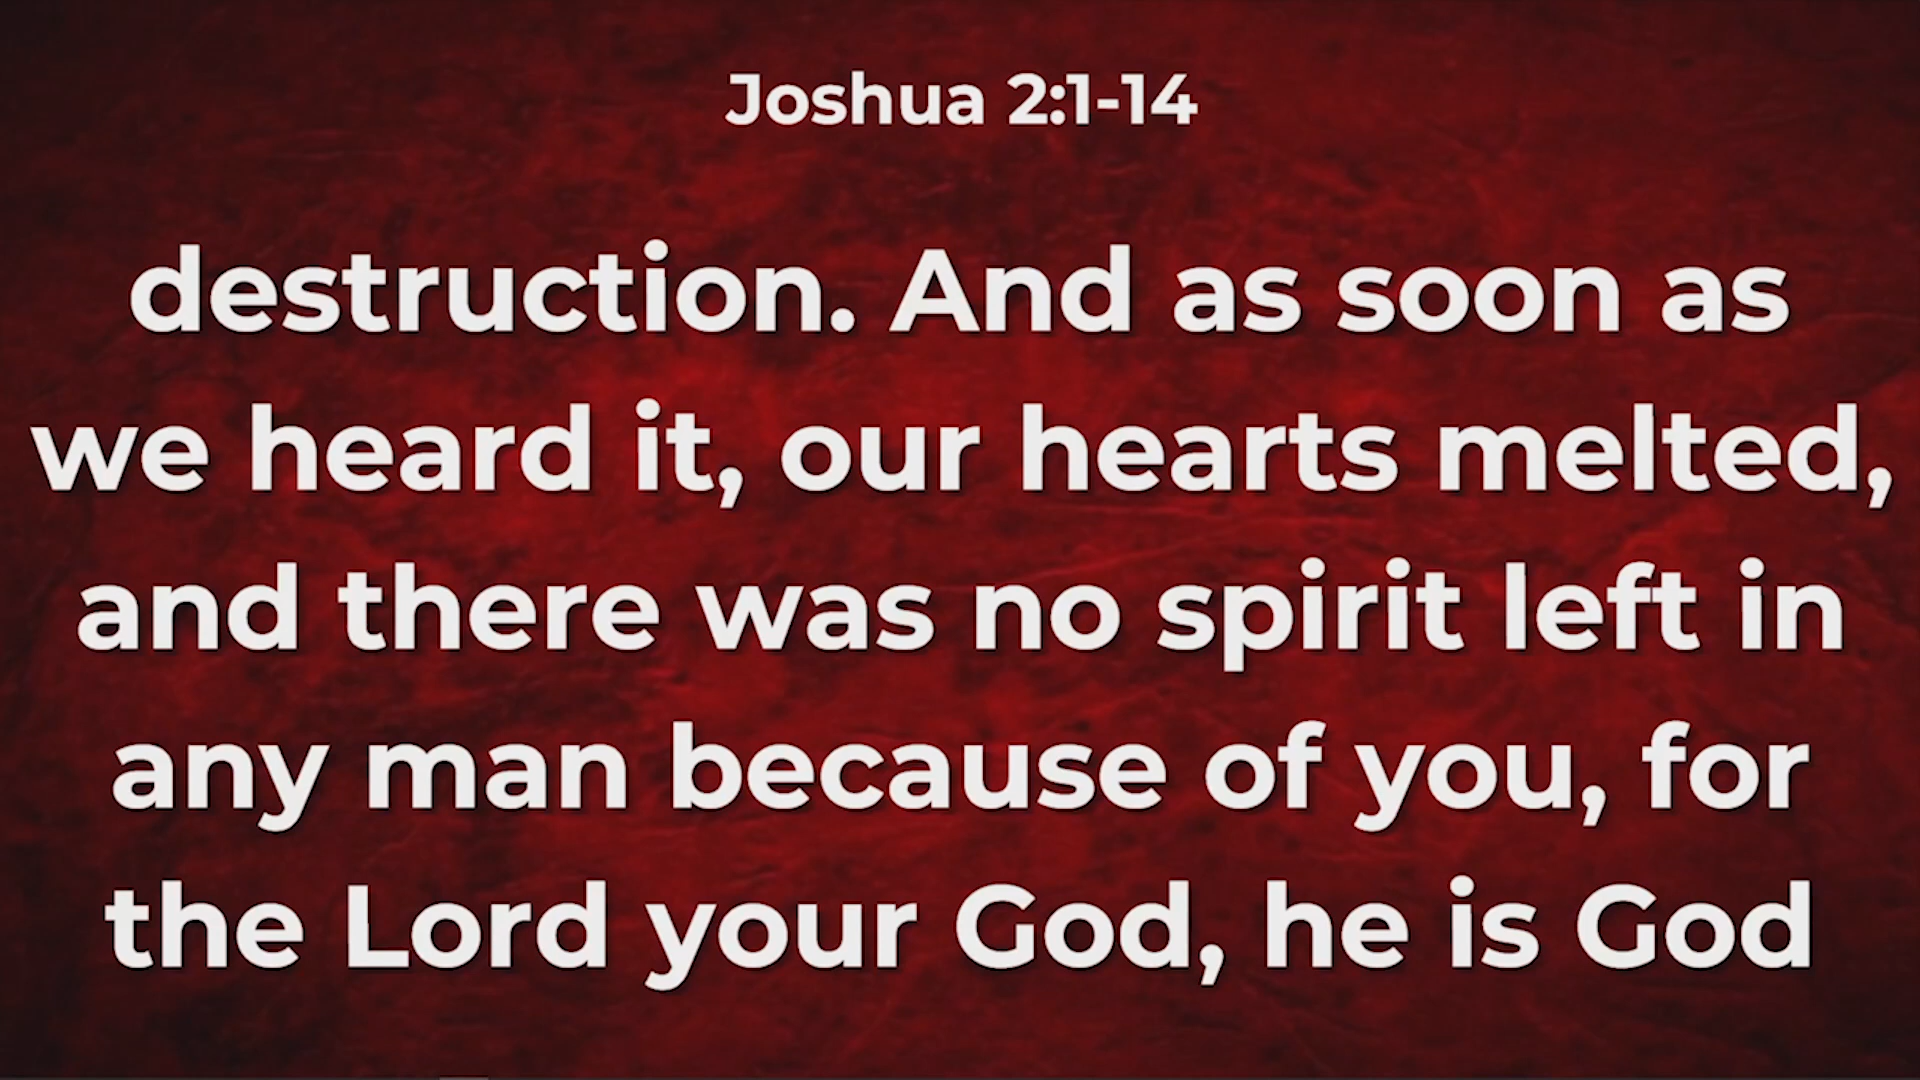 Joshua 2:1-14
destruction. And as soon as
we heard it, our hearts melted,
and there was no spirit left in
any man because of you, for
the Lord your God, he is God